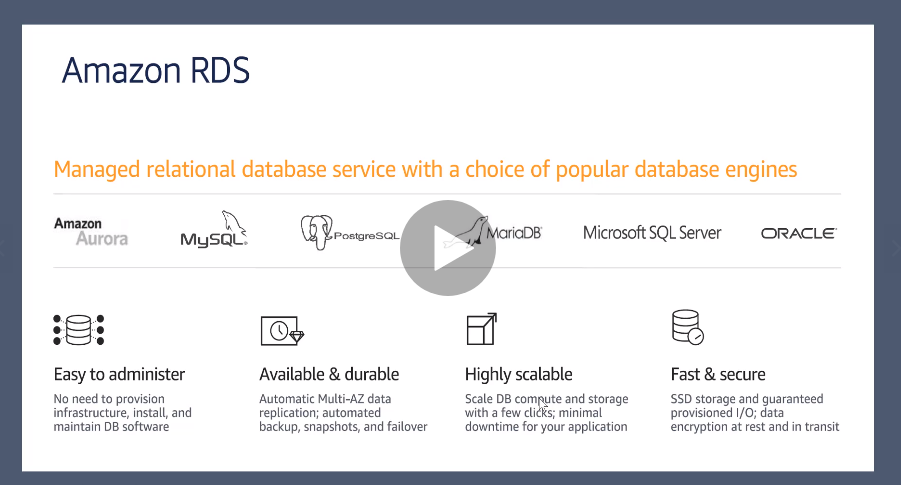 Amazon RDS
Managed relational database service with a choice of popular database engines
Amazon
Aurora
MySQL
PostgreSQL
MariaDB
Microsoft SQL Server
ORACLE
Easy to administer
No need to provision
infrastructure, install, and
maintain DB software
Available & durable
Automatic Multi-AZ data
replication; automated
backup, snapshots, and failover
Highly scalable
Scale DB compute and storage
with a few clicks; minimal
downtime for your application
Fast & secure
SSD storage and guaranteed
provisioned I/O; data
encryption at rest and in transit